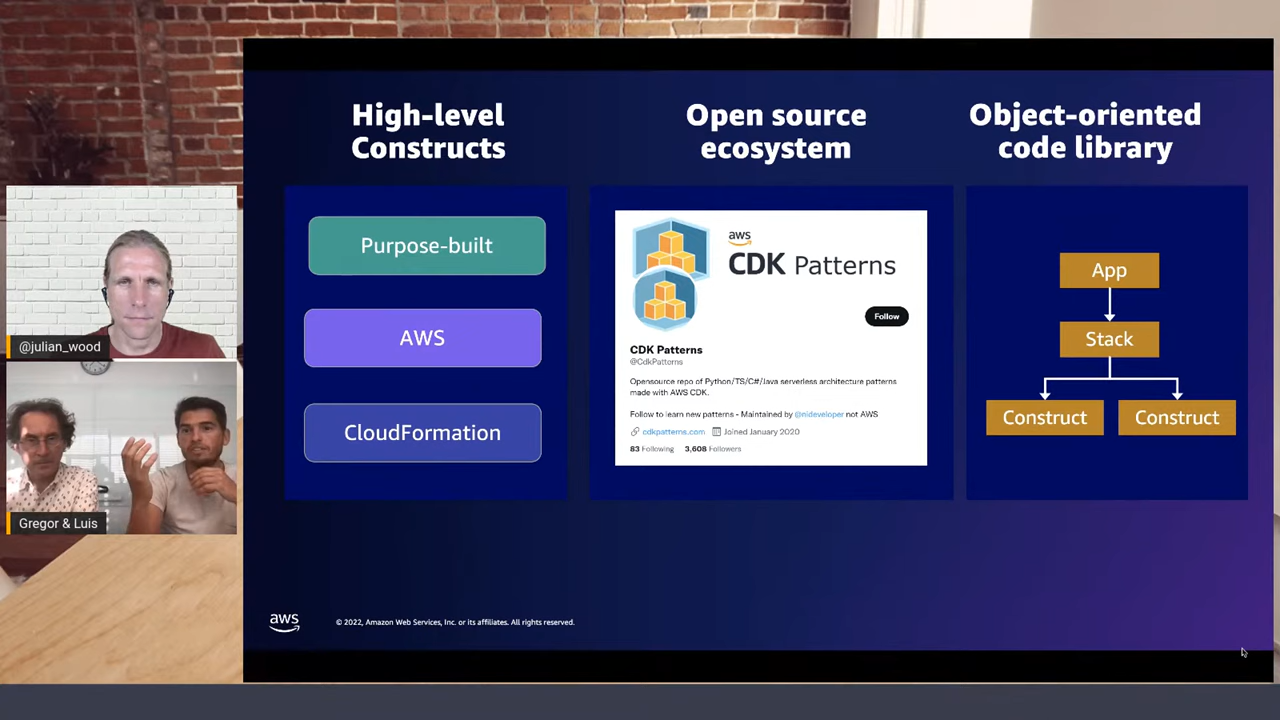 High-level
Constructs
Open source
ecosystem
Object-oriented
code library
Purpose-built
AWS
CloudFormation
aws
CDK Patterns
Follow
CDK Patterns
@CdkPatterns
Opensource repo of Python/TS/C#/Java serverless architecture patterns
made with AWS CDK.
Follow to learn new patterns - Maintained by @nideveloper not AWS
cdkpatterns.com Joined January 2020
83 Following 3,608 Followers
App
Stack
Construct
Construct
@julian_wood
Gregor & Luis
aws
© 2022, Amazon Web Services, Inc. or its affiliates. All rights reserved.